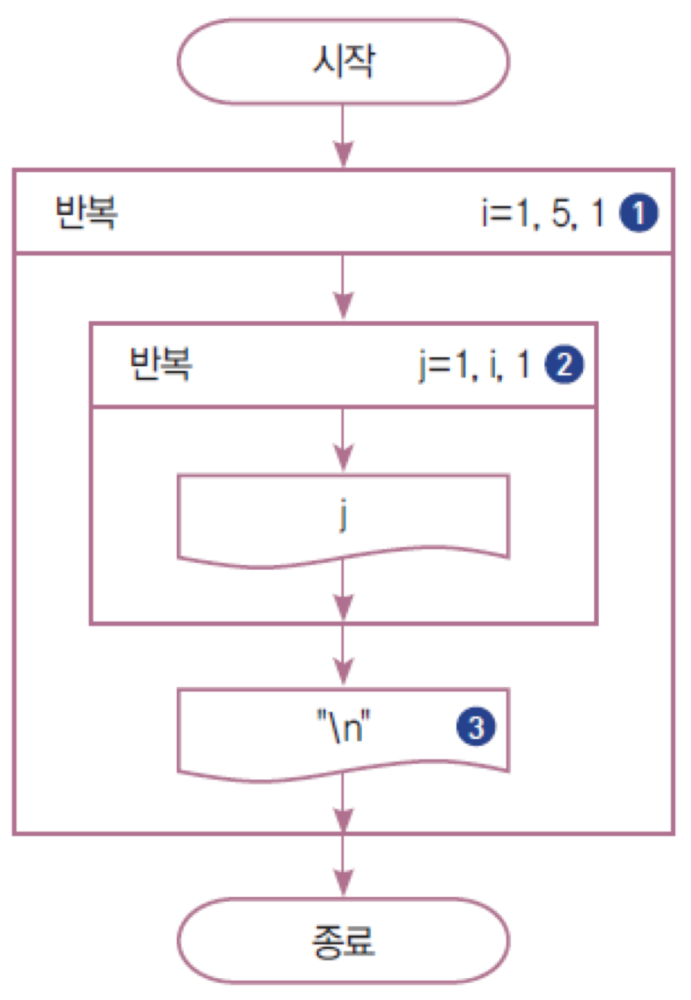 시작
반복 i=1, 5, 1 1
반복 j=1, i, 1 2
j
"\n" 3
종료